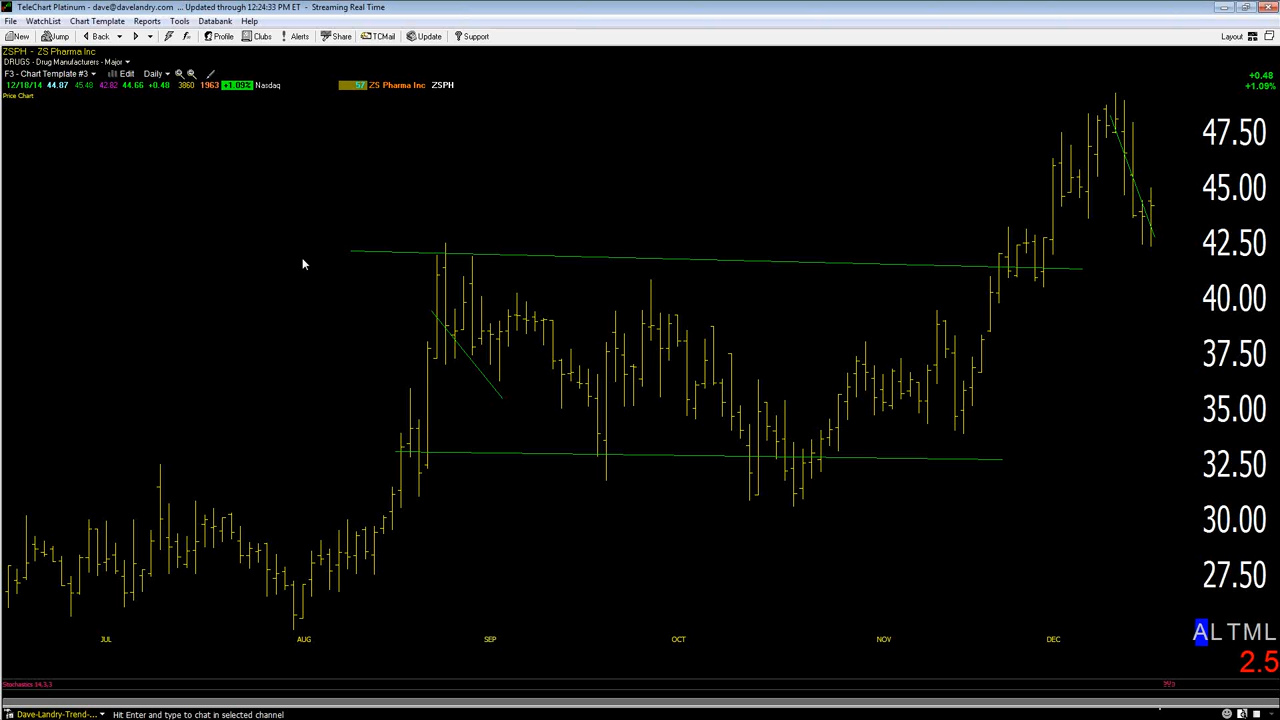 TeleChart Platinum - dave@davelandry.com ... Updated through 12:24:33 PM ET - Streaming Real Time
File WatchList Chart Template Reports Tools Databank Help
New Jump Back Profile Clubs Alerts Share TCMail Update Support Layout
ZSPH - ZS Pharma Inc
DRUGS - Drug Manufacturers - Major
F3 - Chart Template #3 Edit Daily
+0.48
12/18/14 44.87 45.48 42.82 44.66 +0.48 3860 1963 +1.09% Nasdaq 57 ZS Pharma Inc ZSPH
+1.09%
Price Chart
47.50
45.00
42.50
40.00
37.50
35.00
32.50
30.00
27.50
ALTML
JUL AUG SEP OCT NOV DEC
2.5
Stochastics 14,3,3
Dave-Landry-Trend-... Hit Enter and type to chat in selected channel